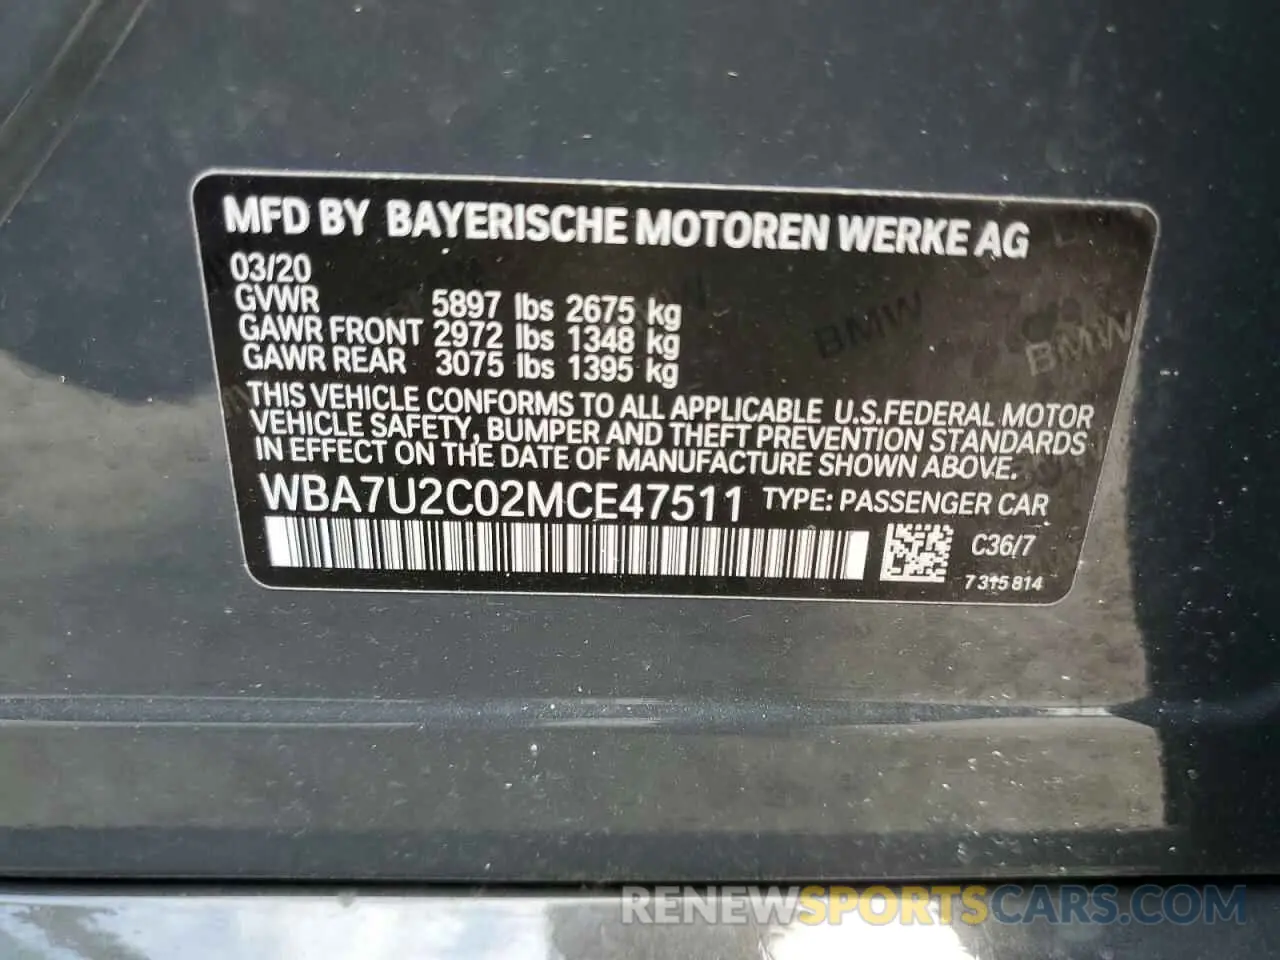 MFD BY BAYERISCHE MOTOREN WERKE AG
03/20
GVWR 5897 lbs 2675 kg
GAWR FRONT 2972 lbs 1348 kg
GAWR REAR 3075 lbs 1395 kg
THIS VEHICLE CONFORMS TO ALL APPLICABLE U.S.FEDERAL MOTOR
VEHICLE SAFETY, BUMPER AND THEFT PREVENTION STANDARDS
IN EFFECT ON THE DATE OF MANUFACTURE SHOWN ABOVE.
WBA7U2C02MCE47511 TYPE: PASSENGER CAR
C36/7
7 315 814
BMW
BMW
RENEWSPORTSCARS.COM